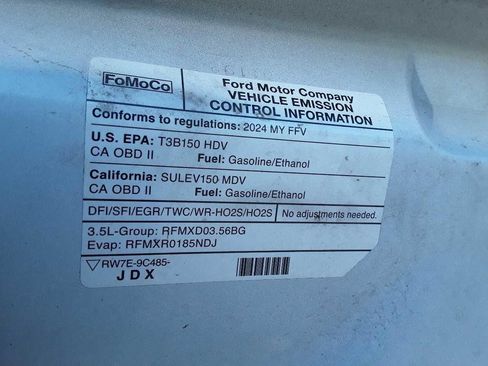 FoMoCo
Ford Motor Company
VEHICLE EMISSION
CONTROL INFORMATION
Conforms to regulations: 2024 MY FFV
U.S. EPA: T3B150 HDV
CA OBD II Fuel: Gasoline/Ethanol
California: SULEV150 MDV
CA OBD II Fuel: Gasoline/Ethanol
DFI/SFI/EGR/TWC/WR-HO2S/HO2S No adjustments needed.
3.5L-Group: RFMXD03.56BG
Evap: RFMXR0185NDJ
▽RW7E-9C485-
JDX